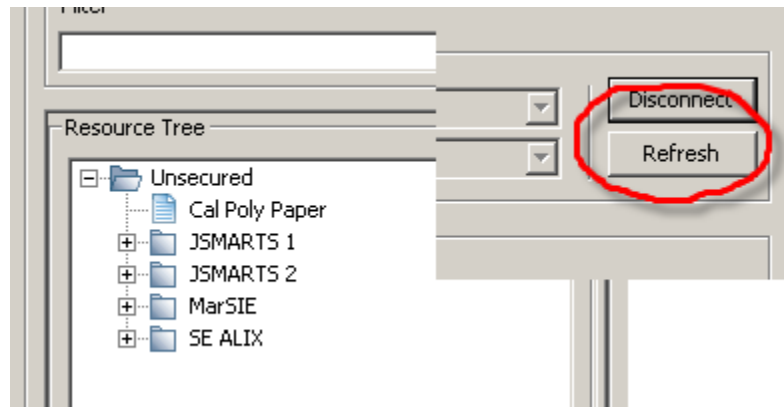 Filter
Disconnect
Resource Tree
Refresh
Unsecured
Cal Poly Paper
JSMARTS 1
JSMARTS 2
MarSIE
SE ALIX